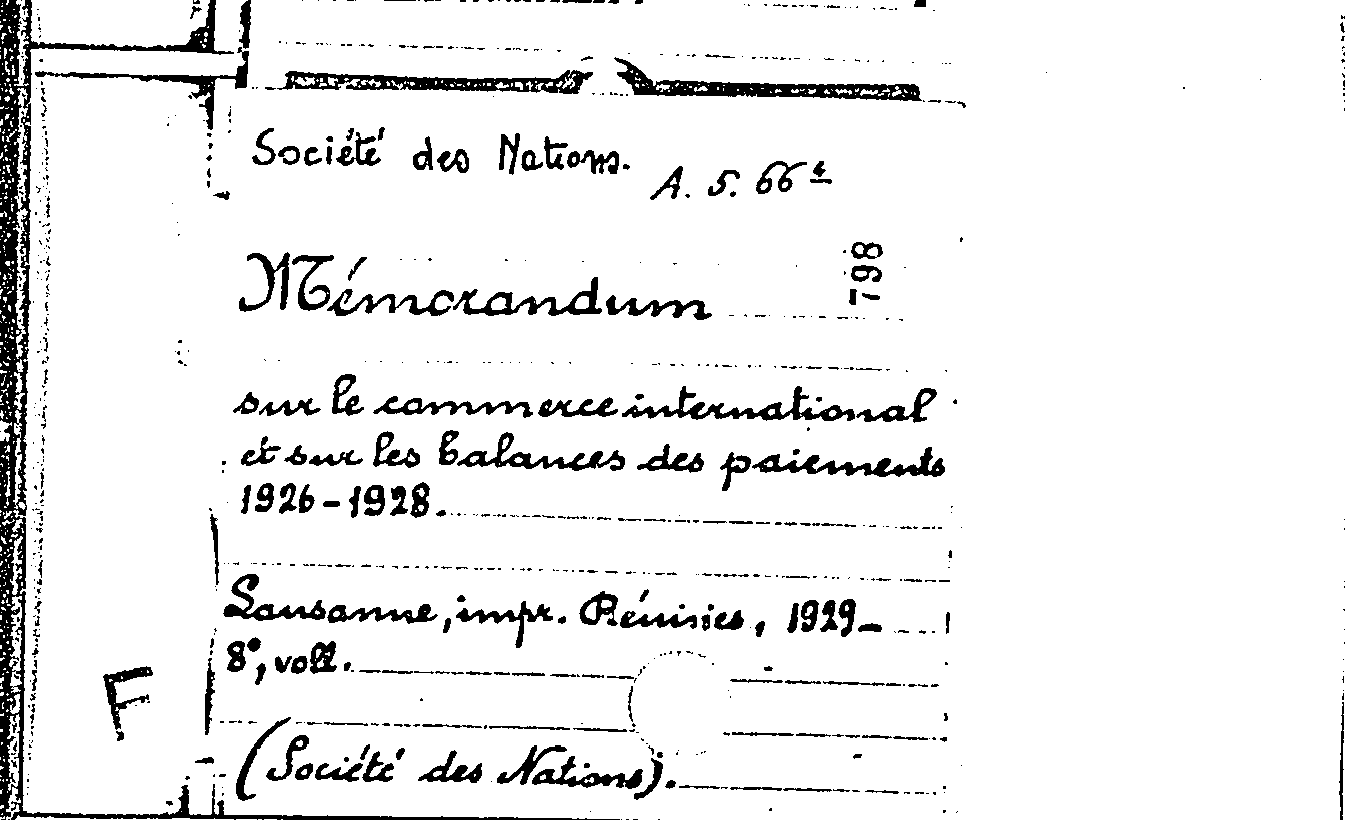 Société des Nations.
A. 5. 66
798
Mémorandum
sur le commerce international
et sur les balances des paiements
1926-1928.
Lausanne, impr. Réunies, 1929-
8°, voll.
F
(Société des Nations).